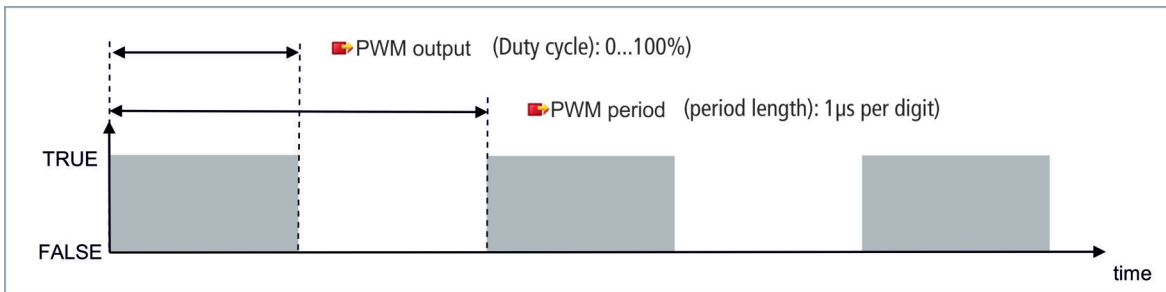 PWM output (Duty cycle): 0...100%)
PWM period (period length): 1µs per digit)
TRUE
FALSE
time